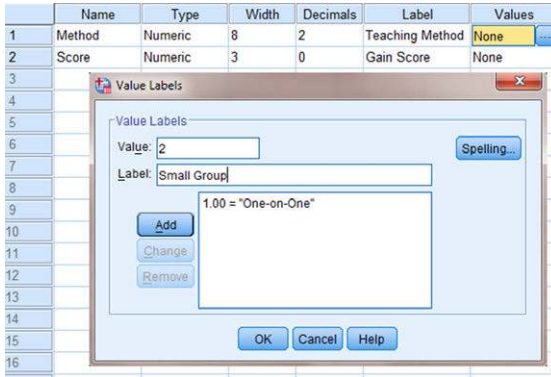 Name Type Width Decimals Label Values
1 Method Numeric 8 2 Teaching Method None ...
2 Score Numeric 3 0 Gain Score None
3
Value Labels
4
5
Value Labels
6
Value: 2
Spelling...
7
Label: Small Group
8
9
1.00 = "One-on-One"
10
Add
11
Change
12
Remove
13
14
15
OK Cancel Help
16